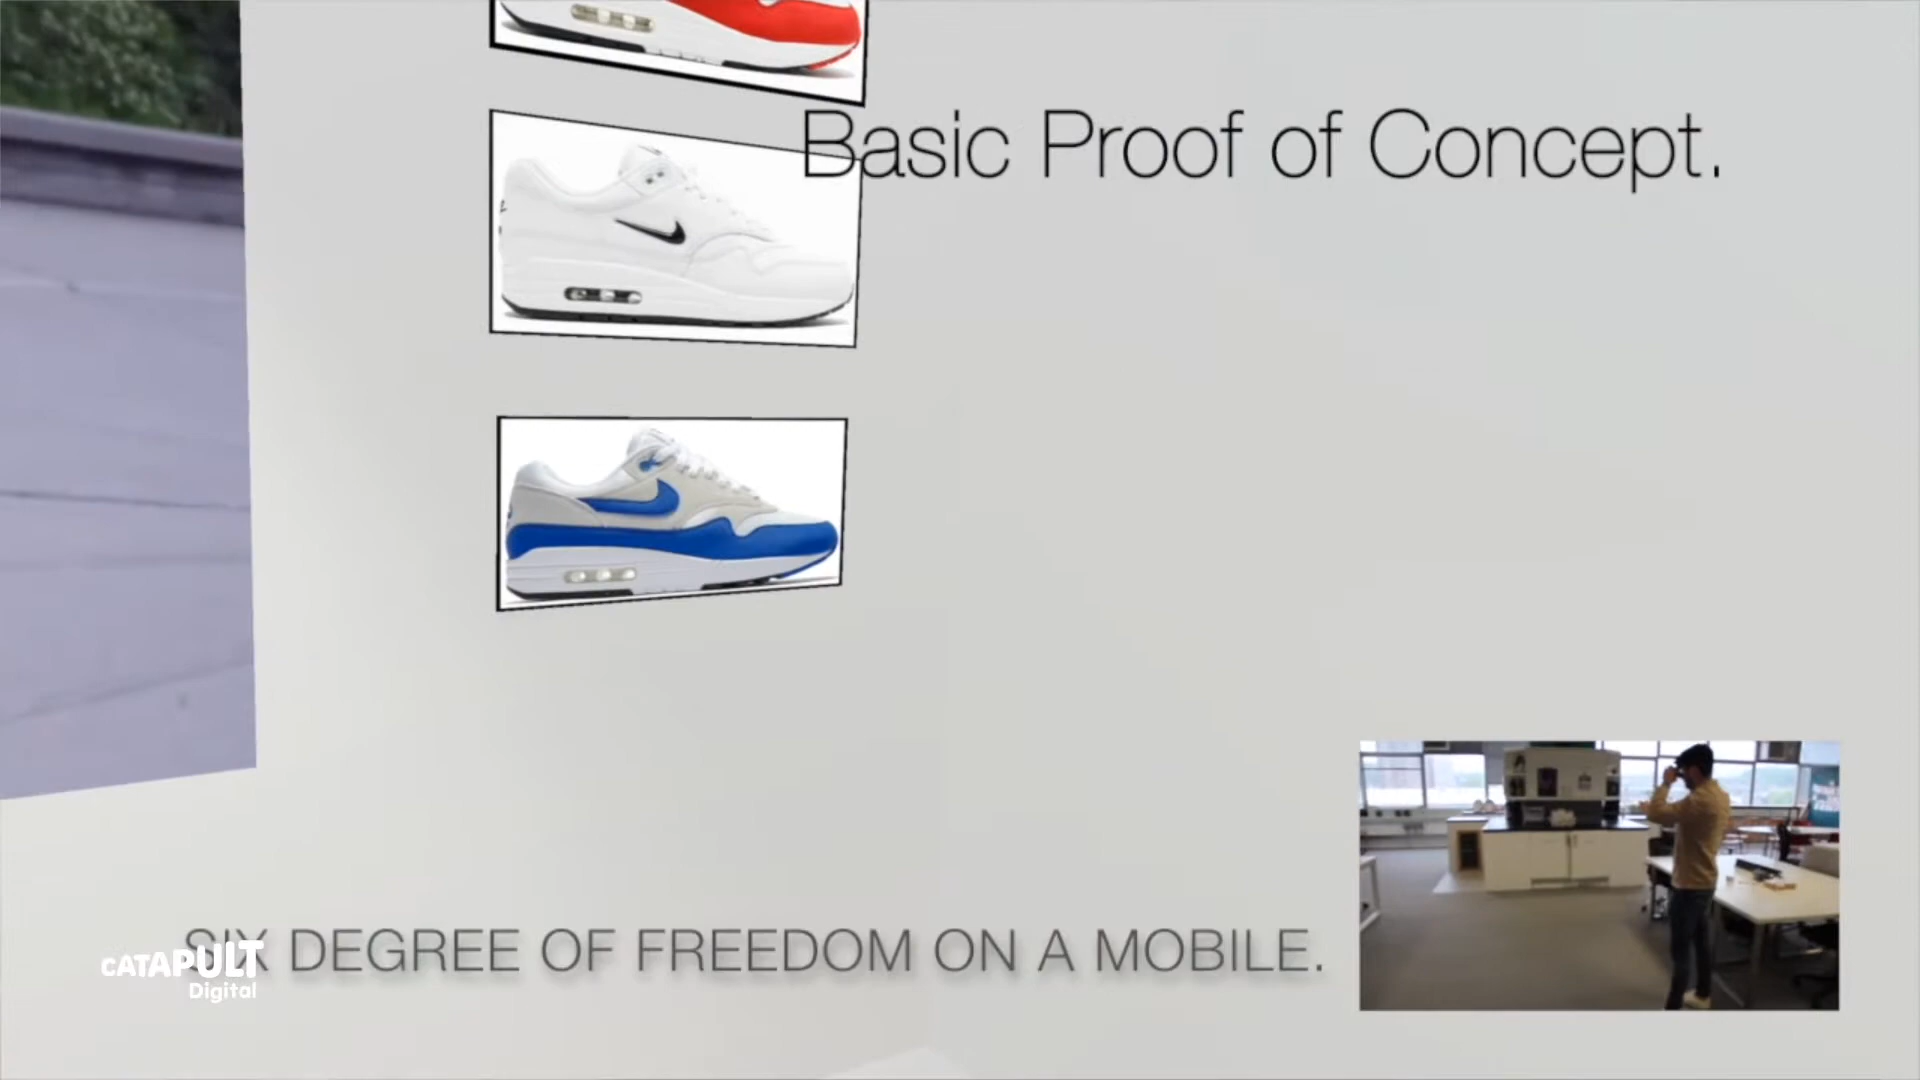 Basic Proof of Concept.
SIX DEGREE OF FREEDOM ON A MOBILE.
CATAPULT
Digital